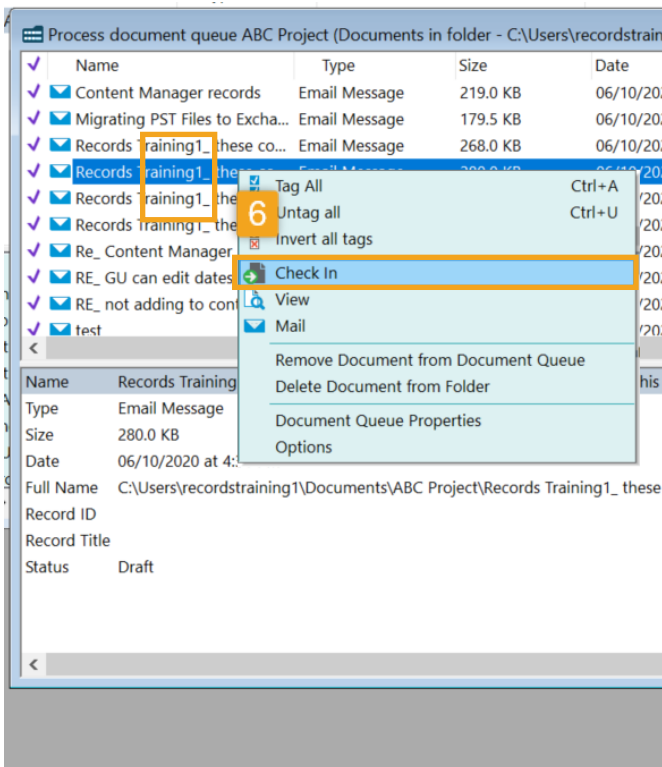 Process document queue ABC Project (Documents in folder - C:\Users\recordstrain
Name Type Size Date
Content Manager records Email Message 219.0 KB 06/10/20
Migrating PST Files to Excha... Email Message 179.5 KB 06/10/20
Records Training1_ these co... Email Message 268.0 KB 06/10/20
Records Training1_
Records Training1_ the
Records Training1_ the
Re_ Content Manager
RE_ GU can edit dates
RE_ not adding to cont
test
6
Tag All Ctrl+A
Untag all Ctrl+U
Invert all tags
Check In
View
Mail
Remove Document from Document Queue
Delete Document from Folder
Document Queue Properties
Options
Name Records Training his
Type Email Message
Size 280.0 KB
Date 06/10/2020 at 4:
Full Name C:\Users\recordstraining1\Documents\ABC Project\Records Training1_ these
Record ID
Record Title
Status Draft